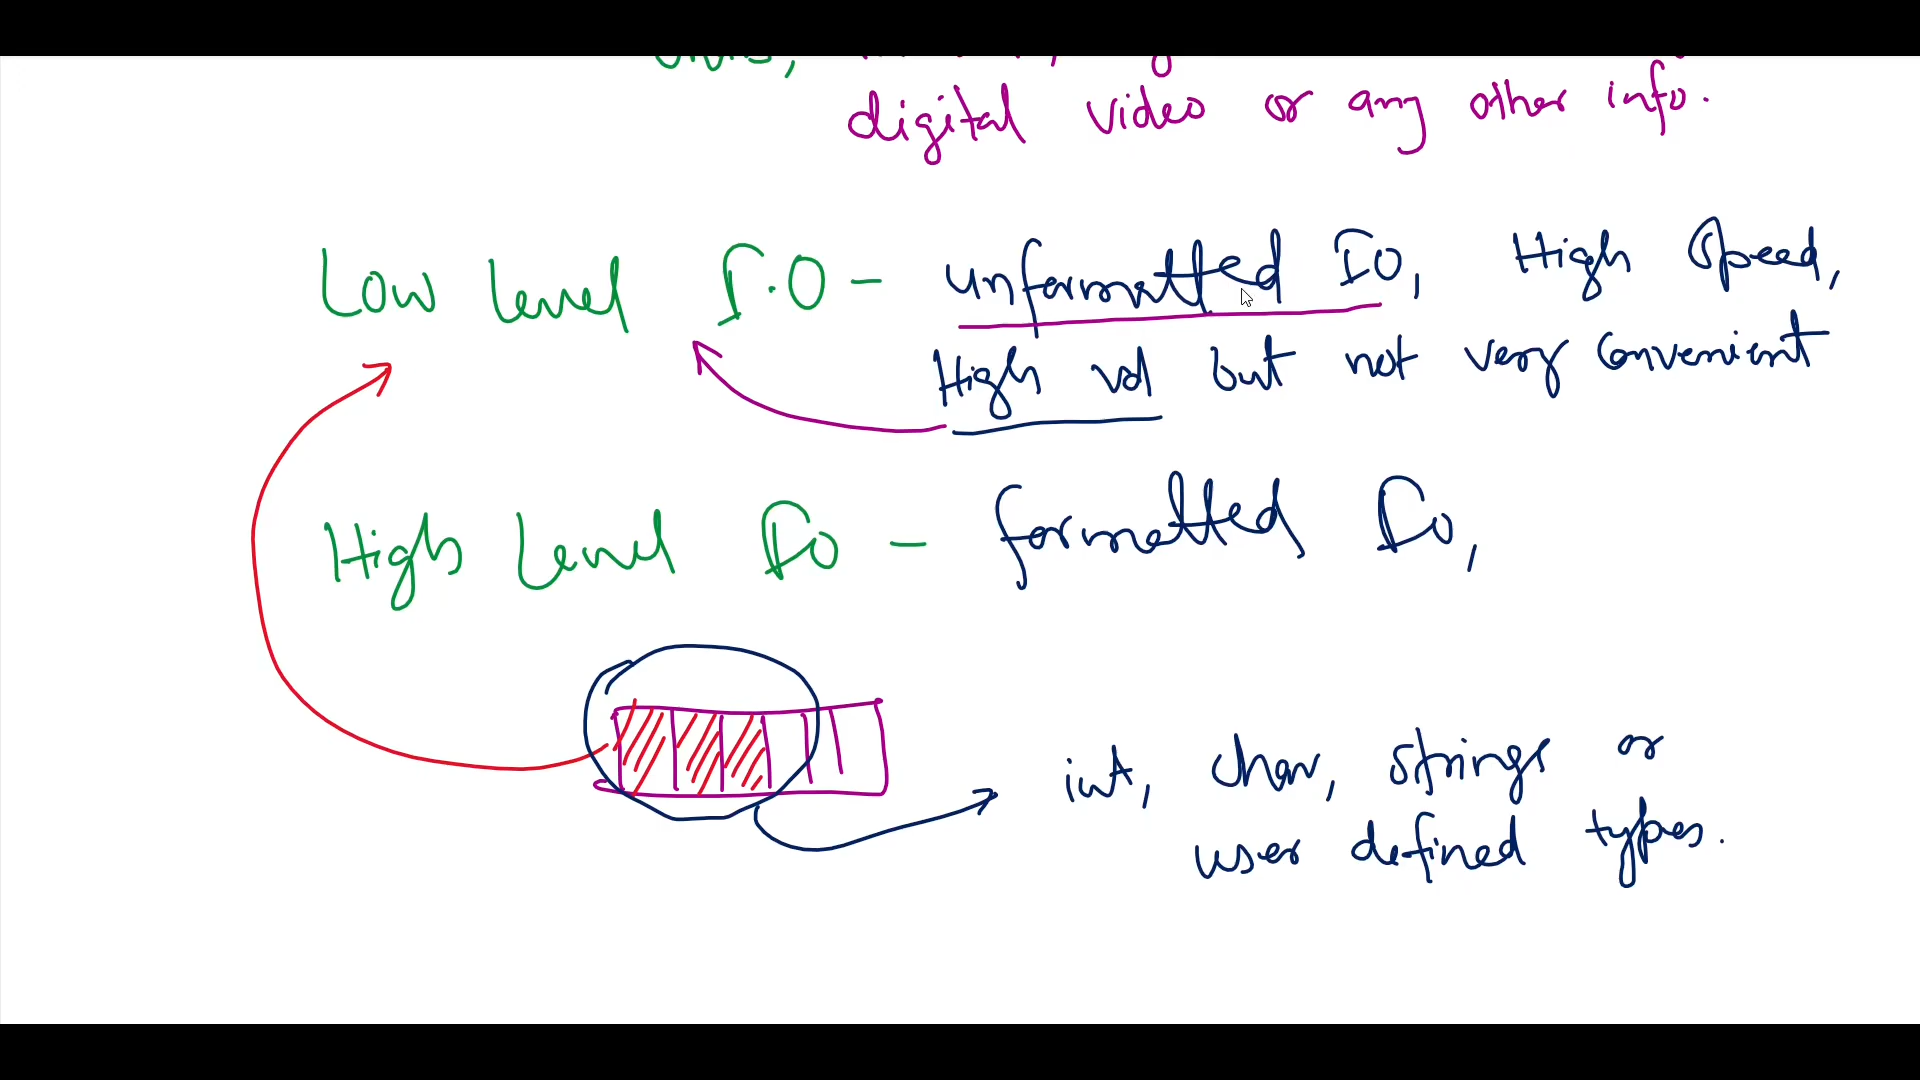 digital video or any other info.
Low Level I.O - unformatted IO, High Speed,
High vol but not very convenient
High Level IO - formatted IO,
int, char, strings or
user defined types.